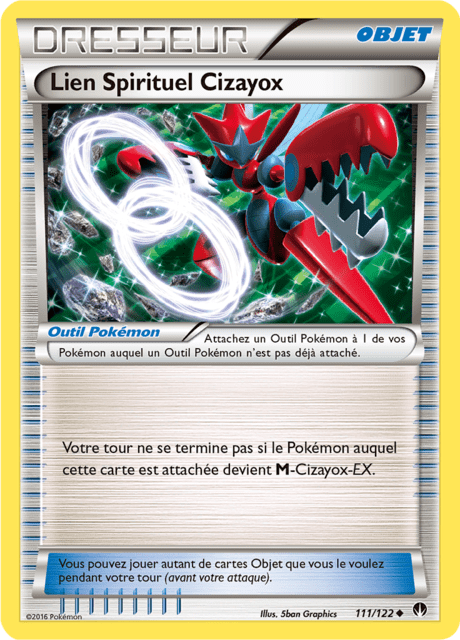 DRESSEUR
OBJET
Lien Spirituel Cizayox
Outil Pokémon
Attachez un Outil Pokémon à 1 de vos
Pokémon auquel un Outil Pokémon n'est pas déjà attaché.
Votre tour ne se termine pas si le Pokémon auquel
cette carte est attachée devient M-Cizayox-EX.
Vous pouvez jouer autant de cartes Objet que vous le voulez
pendant votre tour (avant votre attaque).
©2016 Pokémon
Illus. 5ban Graphics
111/122 ◆